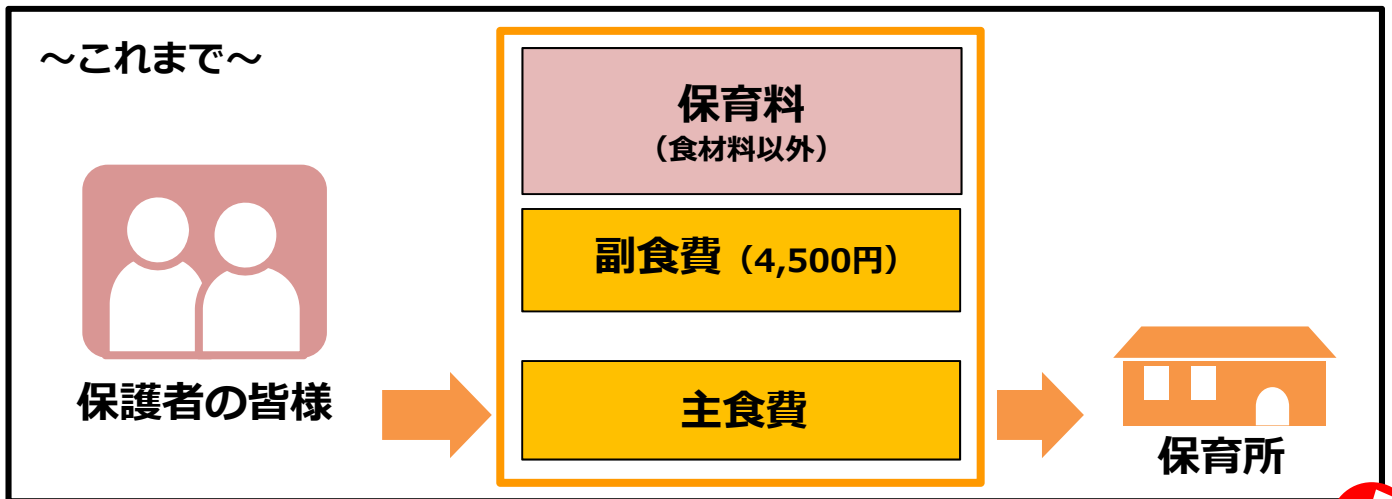 ～これまで～
保育料
（食材料以外）
副食費（4,500円）
主食費
保護者の皆様
保育所